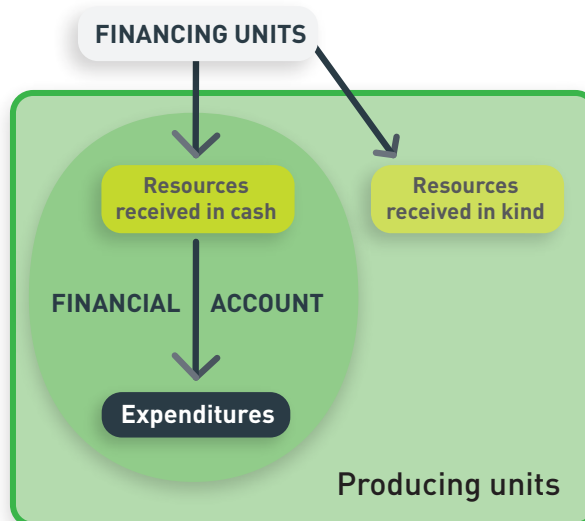 FINANCING UNITS
Resources
received in cash
Resources
received in kind
FINANCIAL ACCOUNT
Expenditures
Producing units